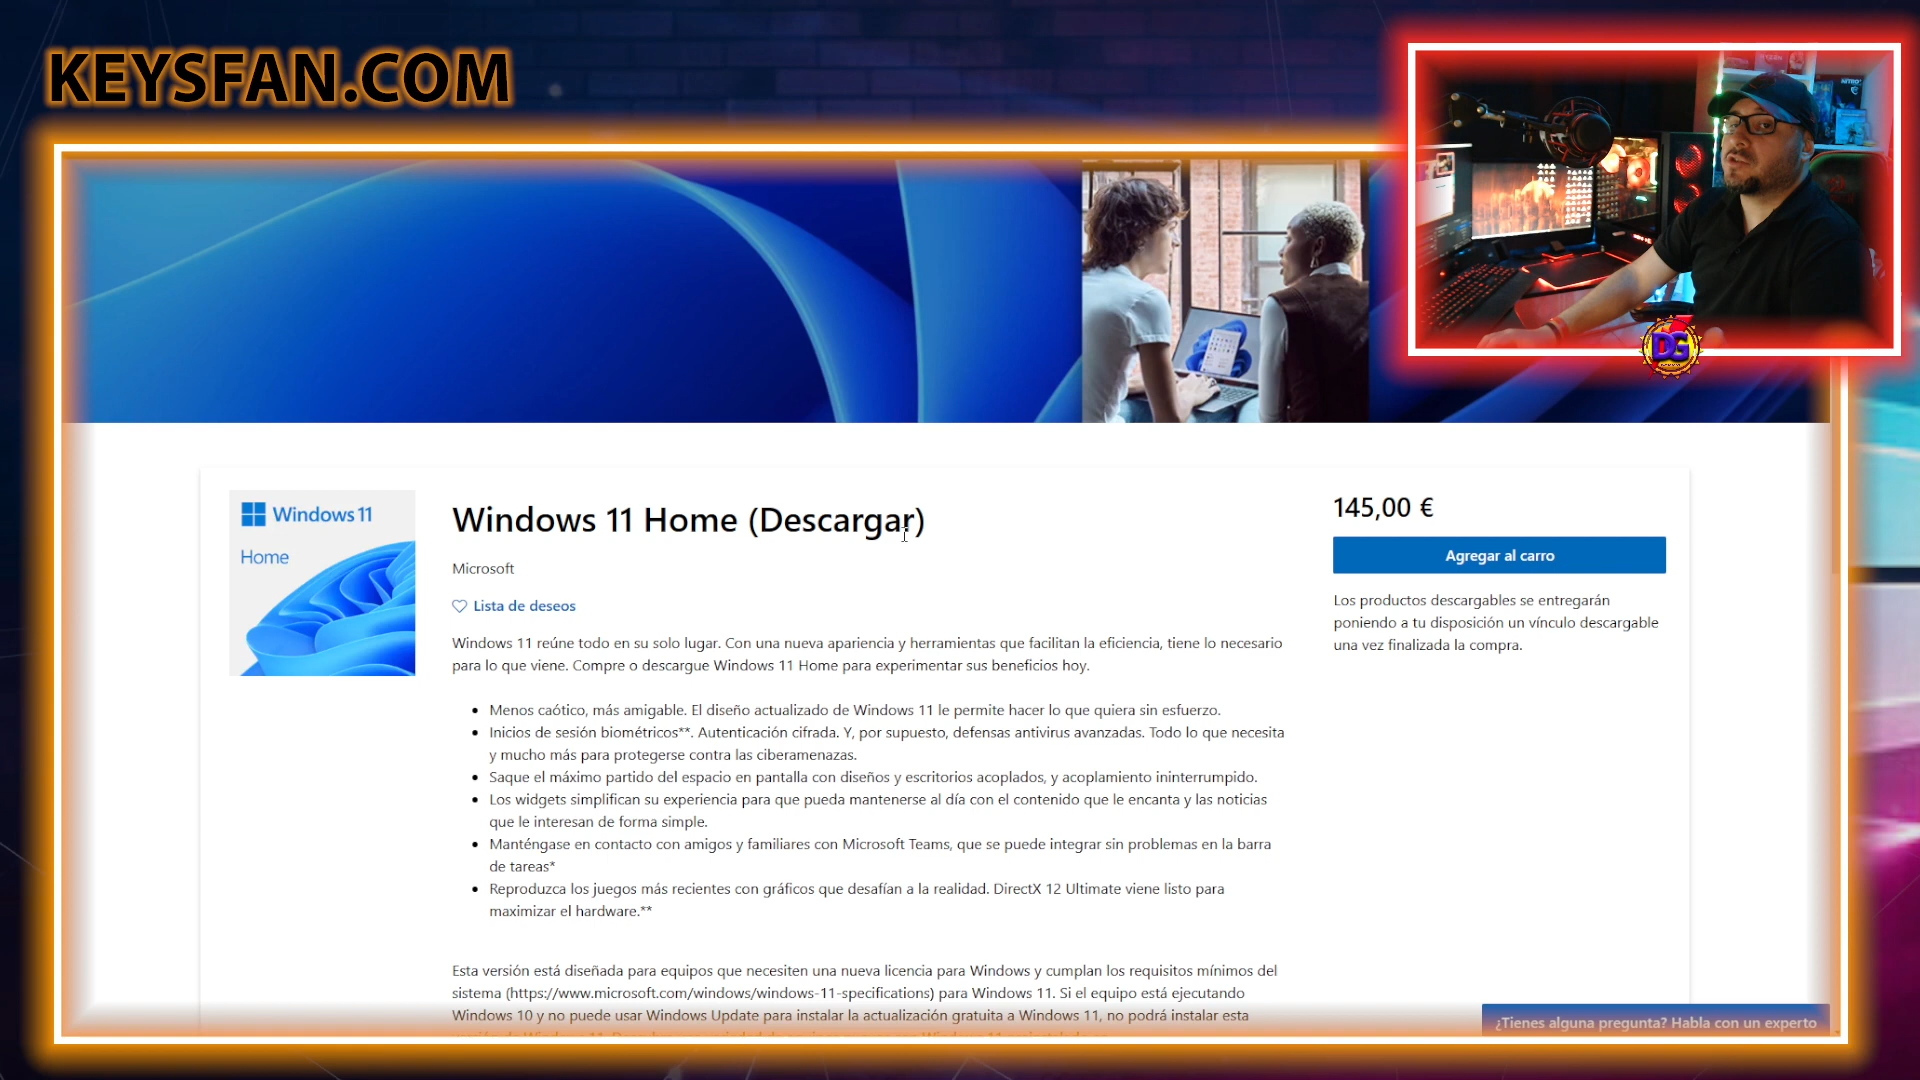 KEYSFAN.COM
DG
Windows 11
Home
Windows 11 Home (Descargar)
Microsoft
Lista de deseos
Windows 11 reúne todo en su solo lugar. Con una nueva apariencia y herramientas que facilitan la eficiencia, tiene lo necesario
para lo que viene. Compre o descargue Windows 11 Home para experimentar sus beneficios hoy.
• Menos caótico, más amigable. El diseño actualizado de Windows 11 le permite hacer lo que quiera sin esfuerzo.
• Inicios de sesión biométricos**. Autenticación cifrada. Y, por supuesto, defensas antivirus avanzadas. Todo lo que necesita
y mucho más para protegerse contra las ciberamenazas.
• Saque el máximo partido del espacio en pantalla con diseños y escritorios acoplados, y acoplamiento ininterrumpido.
• Los widgets simplifican su experiencia para que pueda mantenerse al día con el contenido que le encanta y las noticias
que le interesan de forma simple.
• Manténgase en contacto con amigos y familiares con Microsoft Teams, que se puede integrar sin problemas en la barra
de tareas*
• Reproduzca los juegos más recientes con gráficos que desafían a la realidad. DirectX 12 Ultimate viene listo para
maximizar el hardware.**
Esta versión está diseñada para equipos que necesiten una nueva licencia para Windows y cumplan los requisitos mínimos del
sistema (https://www.microsoft.com/windows/windows-11-specifications) para Windows 11. Si el equipo está ejecutando
Windows 10 y no puede usar Windows Update para instalar la actualización gratuita a Windows 11, no podrá instalar esta
145,00 €
Agregar al carro
Los productos descargables se entregarán
poniendo a tu disposición un vínculo descargable
una vez finalizada la compra.
¿Tienes alguna pregunta? Habla con un experto